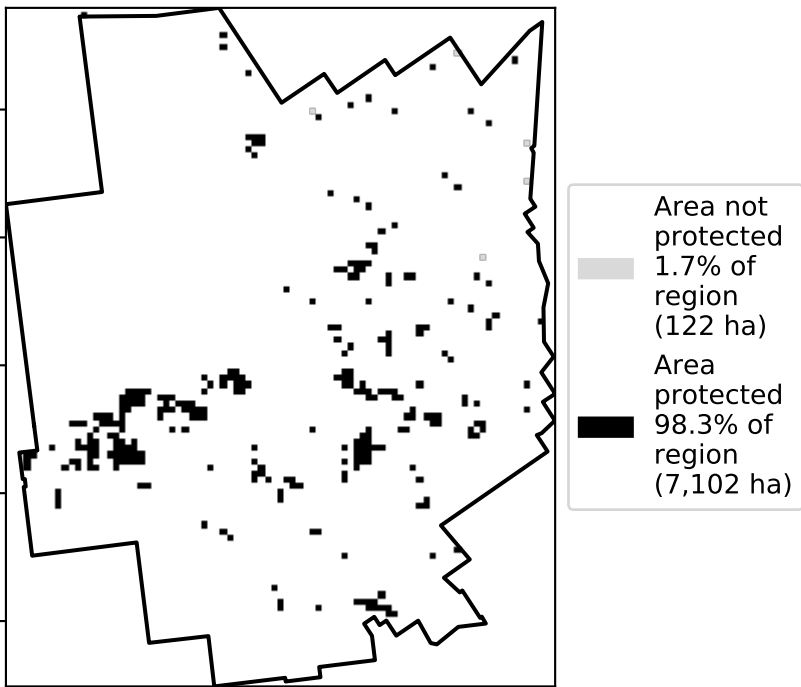 Area not
protected
1.7% of
region
(122 ha)
Area
protected
98.3% of
region
(7,102 ha)